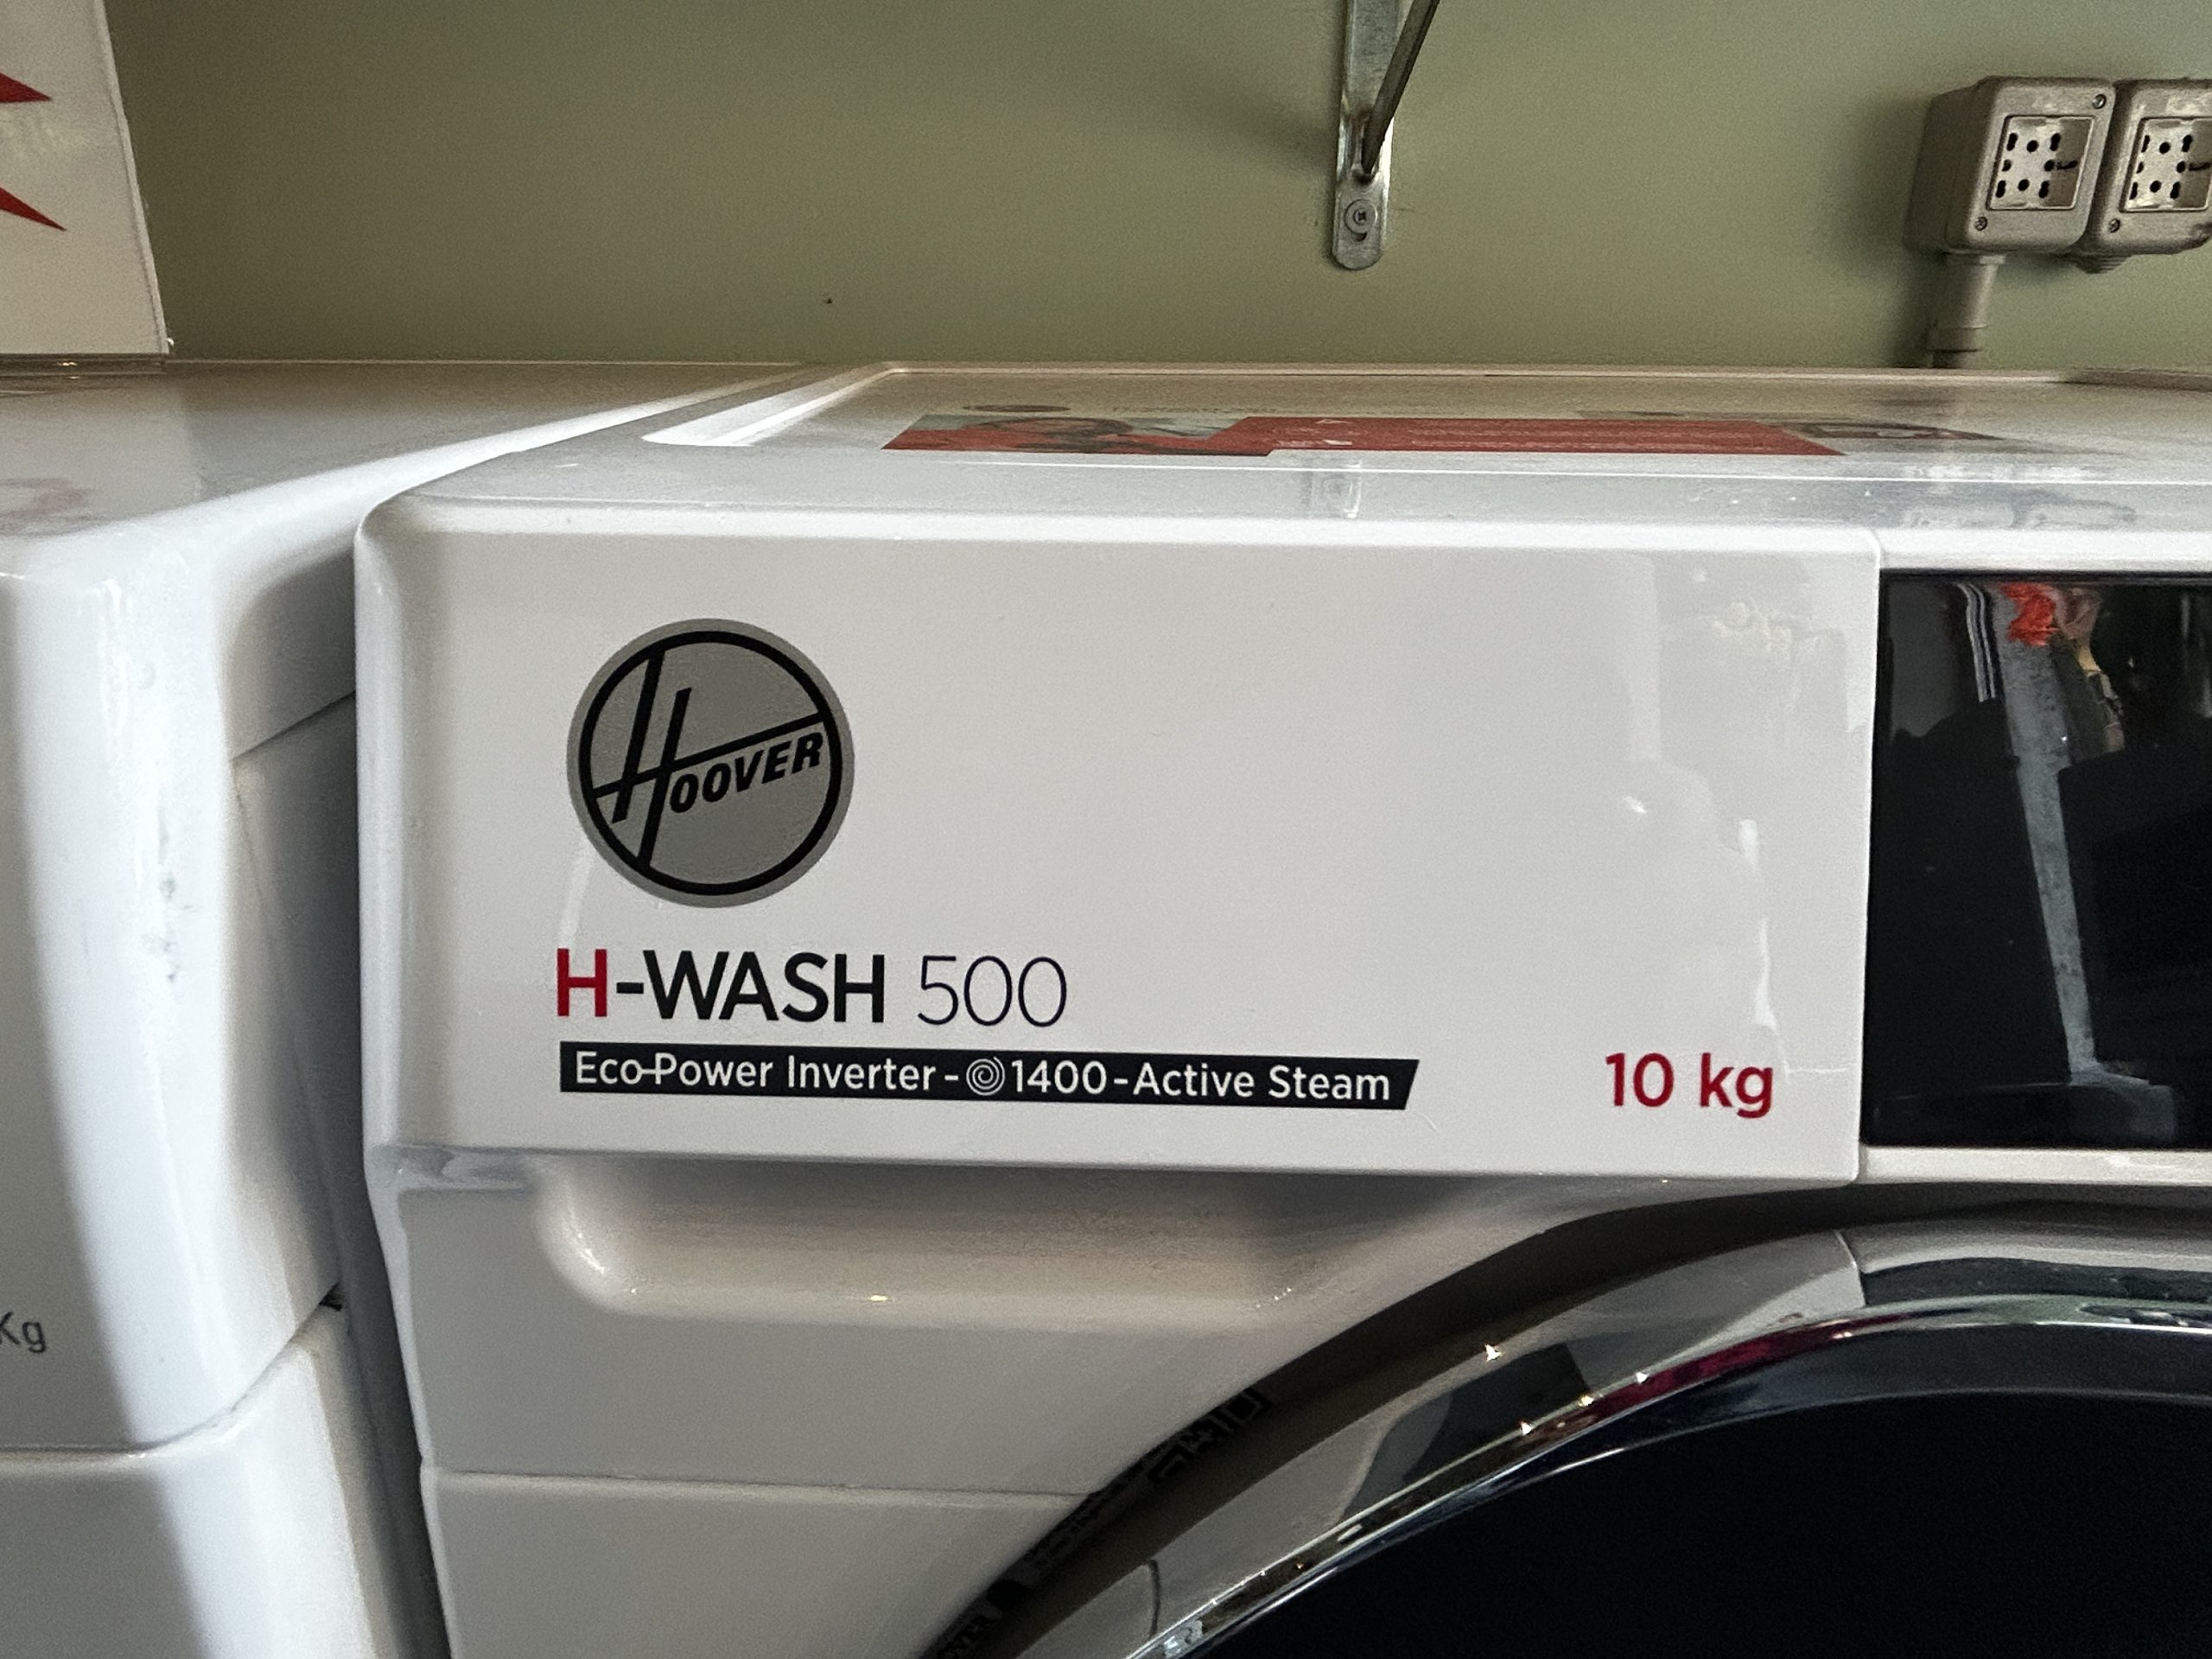 HOOVER
H-WASH 500
Eco-Power Inverter - 1400 - Active Steam
10 kg
Kg